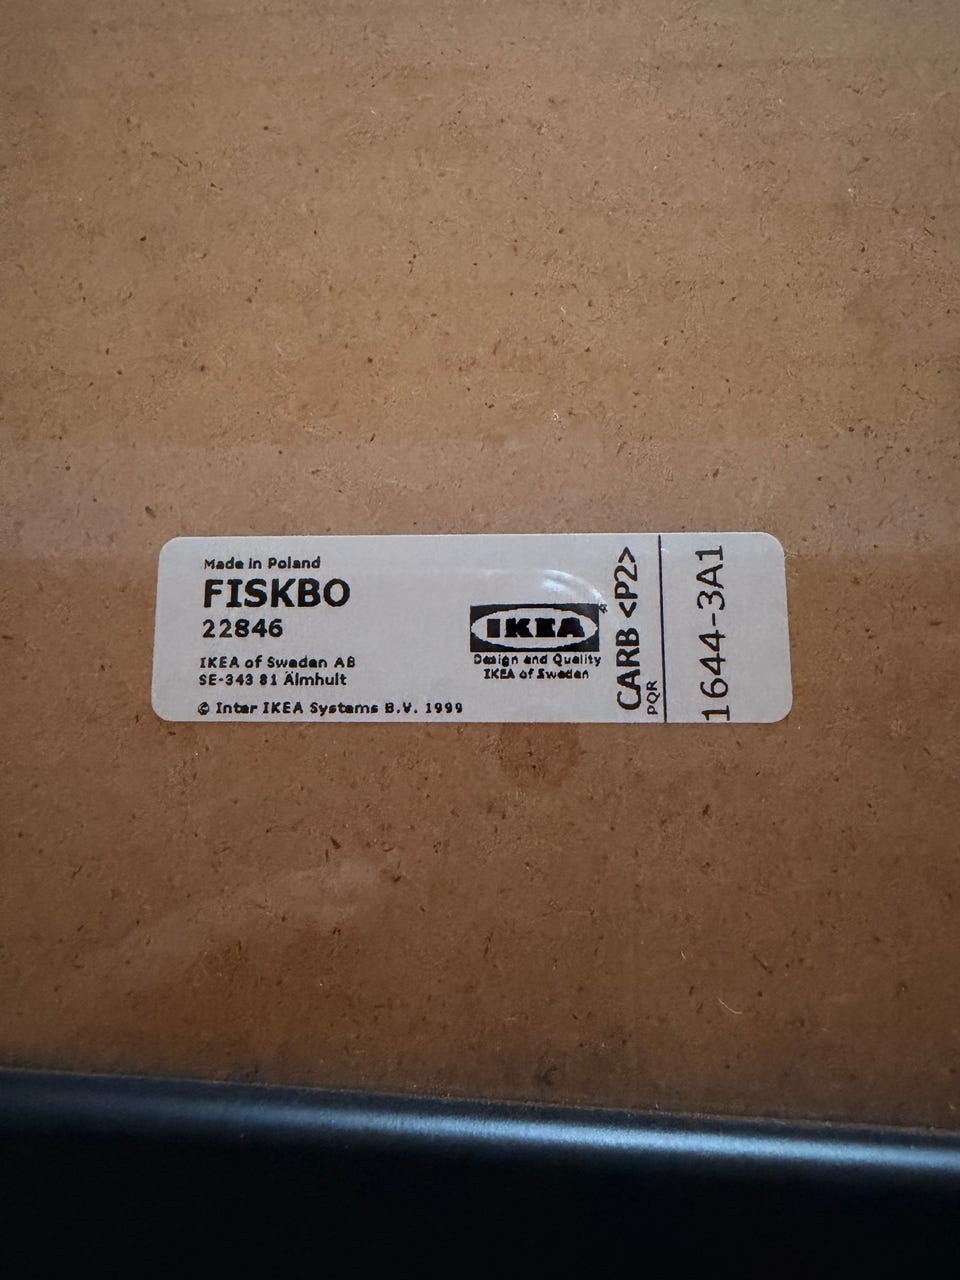 Made in Poland
FISKBO
22846
IKEA of Sweden AB
SE-343 81 Älmhult
© Inter IKEA Systems B.V. 1999
IKEA®
Design and Quality
IKEA of Sweden
CARB <P2>
PQR
1644-3A1